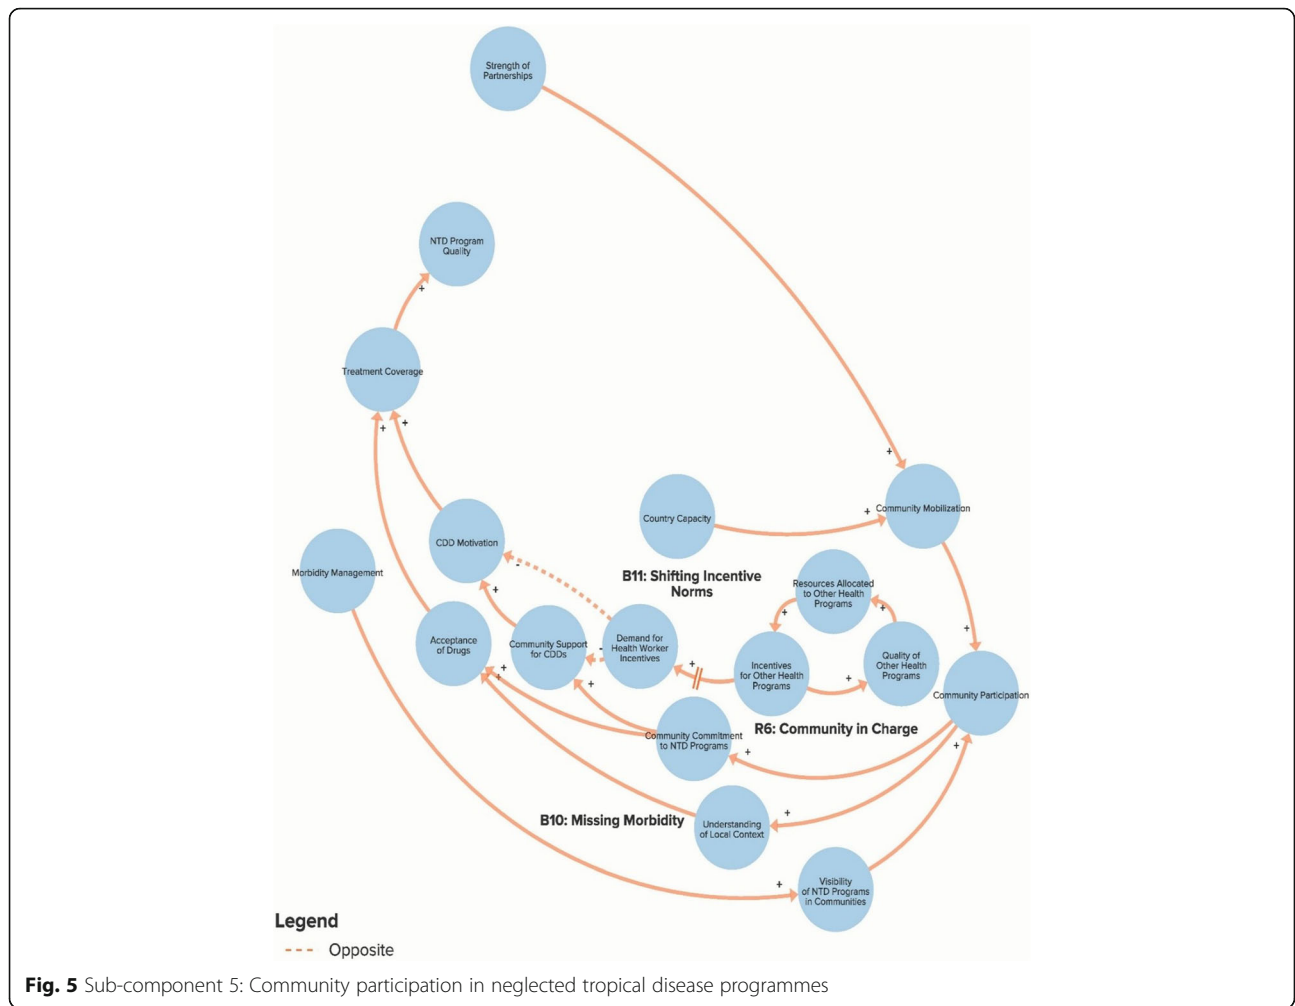 Strength of
Partnerships
NTD Program
Quality
+
Treatment Coverage
+
+
+
Community Mobilization
Country Capacity
+
CDD Motivation
-
Morbidity Management
B11: Shifting Incentive
Norms
Resources Allocated
to Other Health
Programs
+
+
+
+
Acceptance
of Drugs
Community Support
for CDDs
-
Demand for
Health Worker
Incentives
+
Incentives
for Other Health
Programs
+
Quality of
Other Health
Programs
Community Participation
+
+
+
R6: Community in Charge
Community Commitment
to NTD Programs
+
+
B10: Missing Morbidity
Understanding
of Local Context
+
+
Visibility
of NTD Programs
in Communities
Legend
Opposite
Fig. 5 Sub-component 5: Community participation in neglected tropical disease programmes